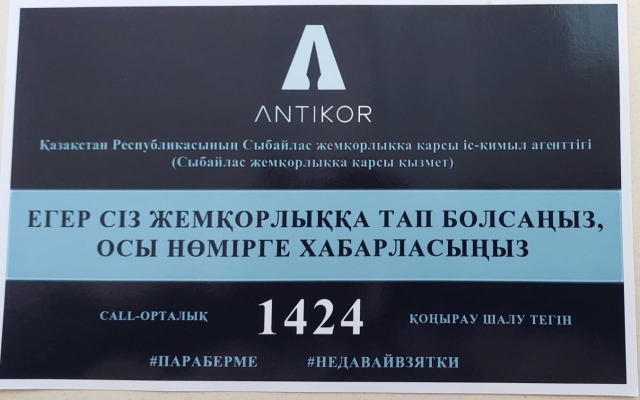 ANTIKOR
Қазақстан Республикасының Сыбайлас жемқорлыққа қарсы іс-қимыл агенттігі
(Сыбайлас жемқорлыққа қарсы қызмет)
ЕГЕР СІЗ ЖЕМҚОРЛЫҚҚА ТАП БОЛСАҢЫЗ,
ОСЫ НӨМІРГЕ ХАБАРЛАСЫҢЫЗ
CALL-ОРТАЛЫҚ 1424 ҚОҢЫРАУ ШАЛУ ТЕГІН
#ПАРАБЕРМЕ #НЕДАВАЙВЗЯТКИ